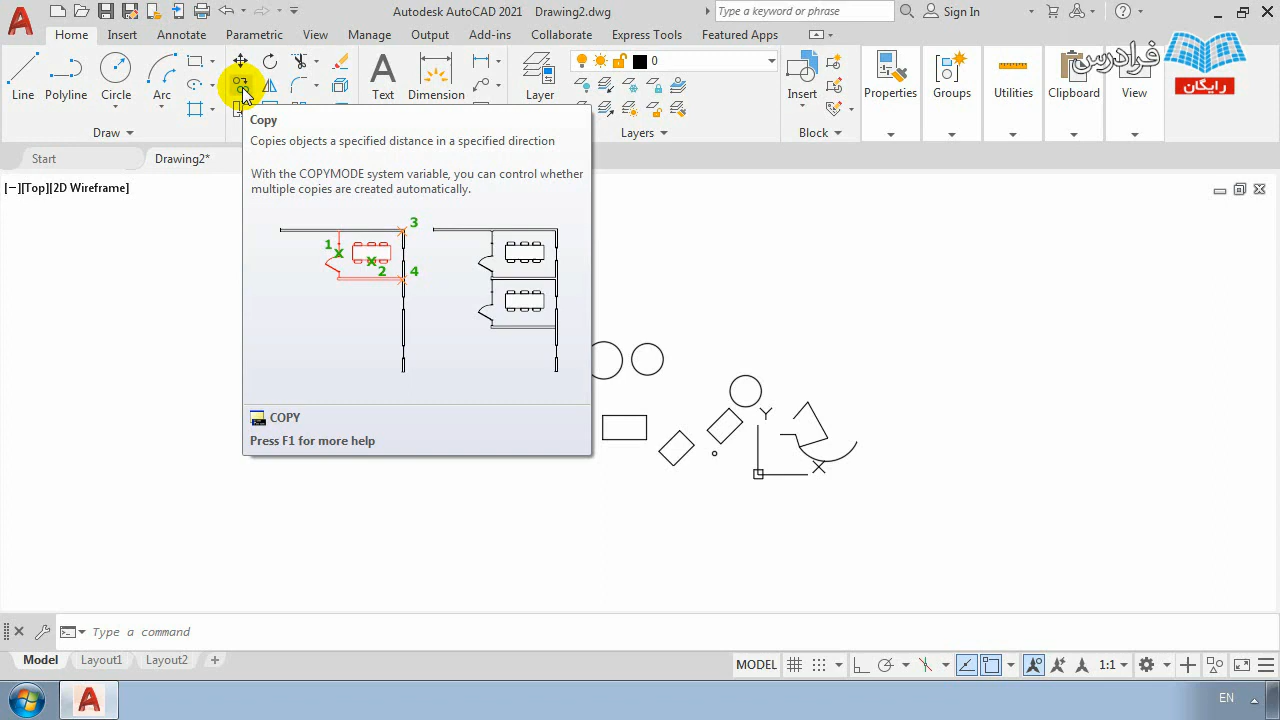 Autodesk AutoCAD 2021 Drawing2.dwg
Type a keyword or phrase
Sign In
Home Insert Annotate Parametric View Manage Output Add-ins Collaborate Express Tools Featured Apps
0
Line Polyline Circle Arc Text Dimension Layer Insert Properties Groups Utilities Clipboard View
Draw Layers Block
فرادرس
رایگان
Start Drawing2*
[−][Top][2D Wireframe]
Copy
Copies objects a specified distance in a specified direction
With the COPYMODE system variable, you can control whether
multiple copies are created automatically.
3
1
2 4
COPY
Press F1 for more help
Y
X
Type a command
Model Layout1 Layout2 +
MODEL 1:1
EN